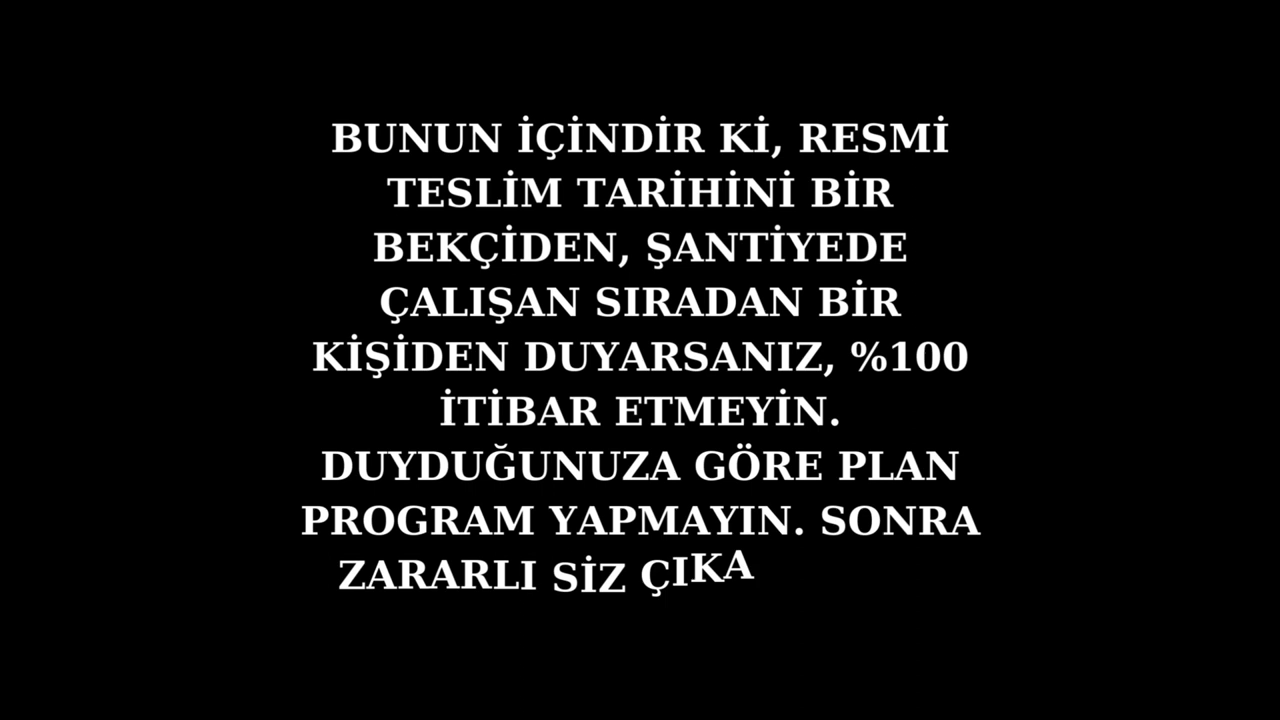 BUNUN İÇİNDİR Kİ, RESMİ
TESLİM TARİHİNİ BİR
BEKÇİDEN, ŞANTİYEDE
ÇALIŞAN SIRADAN BİR
KİŞİDEN DUYARSANIZ, %100
İTİBAR ETMEYİN.
DUYDUĞUNUZA GÖRE PLAN
PROGRAM YAPMAYIN. SONRA
ZARARLI SİZ ÇIKA